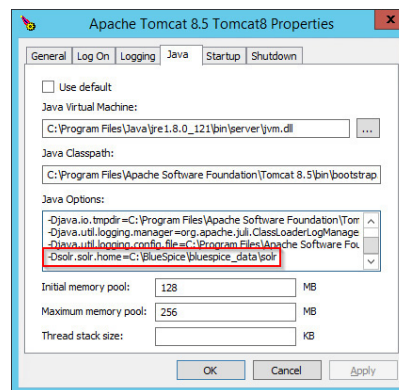 Apache Tomcat 8.5 Tomcat8 Properties
x
General Log On Logging Java Startup Shutdown
Use default
Java Virtual Machine:
C:\Program Files\Java\jre1.8.0_121\bin\server\jvm.dll ...
Java Classpath:
C:\Program Files\Apache Software Foundation\Tomcat 8.5\bin\bootstrap
Java Options:
-Djava.io.tmpdir=C:\Program Files\Apache Software Foundation\Tom
-Djava.util.logging.manager=org.apache.juli.ClassLoaderLogManage
-Djava.util.logging.config.file=C:\Program Files\Apache Software Fou
-Dsolr.solr.home=C:\BlueSpice\bluespice_data\solr
Initial memory pool: 128 MB
Maximum memory pool: 256 MB
Thread stack size: KB
OK Cancel Apply